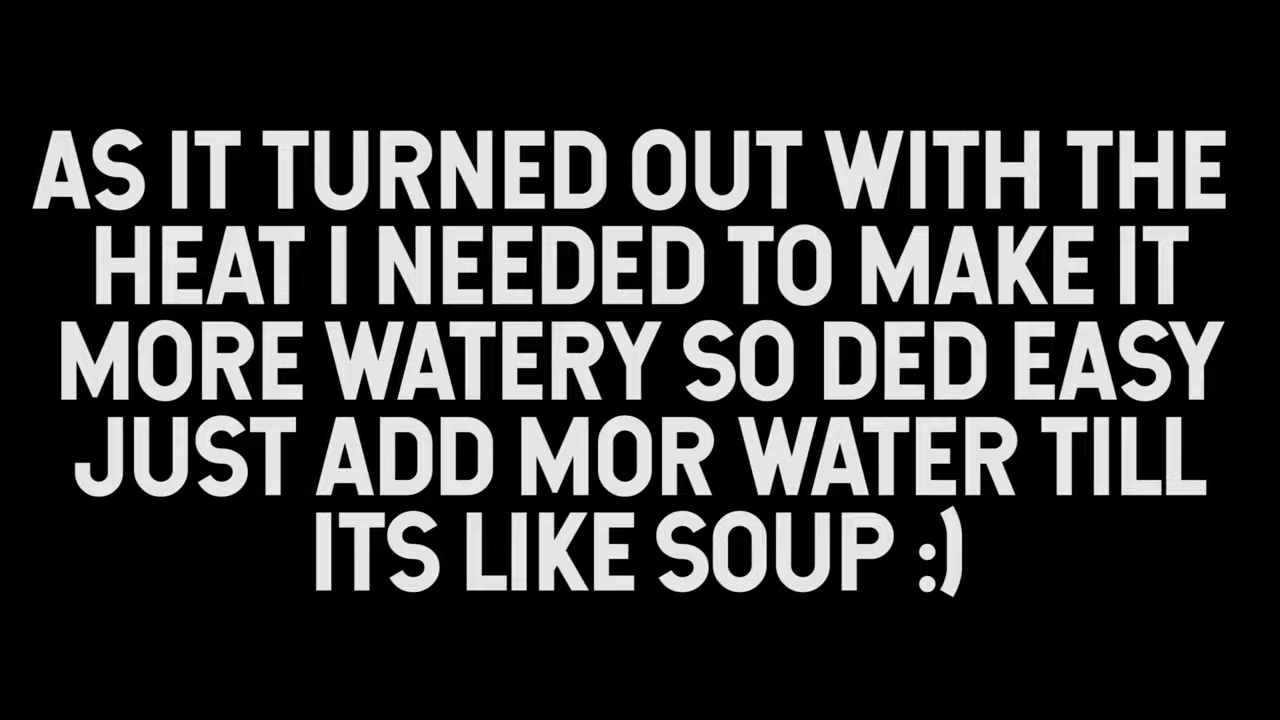 AS IT TURNED OUT WITH THE
HEAT I NEEDED TO MAKE IT
MORE WATERY SO DED EASY
JUST ADD MOR WATER TILL
ITS LIKE SOUP :)